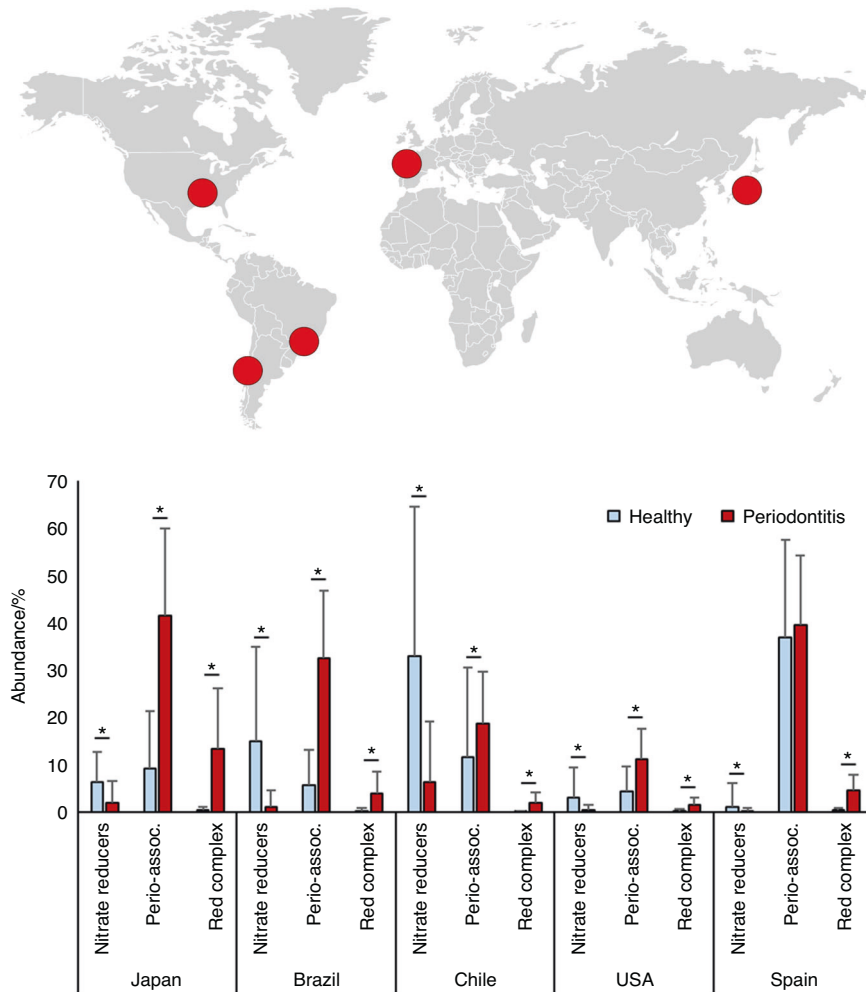 70
60
50
40
30
20
10
0
Abundance/%
Healthy
Periodontitis
*
*
*
*
*
*
*
*
*
*
*
*
*
*
Nitrate reducers
Perio-assoc.
Red complex
Nitrate reducers
Perio-assoc.
Red complex
Nitrate reducers
Perio-assoc.
Red complex
Nitrate reducers
Perio-assoc.
Red complex
Nitrate reducers
Perio-assoc.
Red complex
Japan
Brazil
Chile
USA
Spain